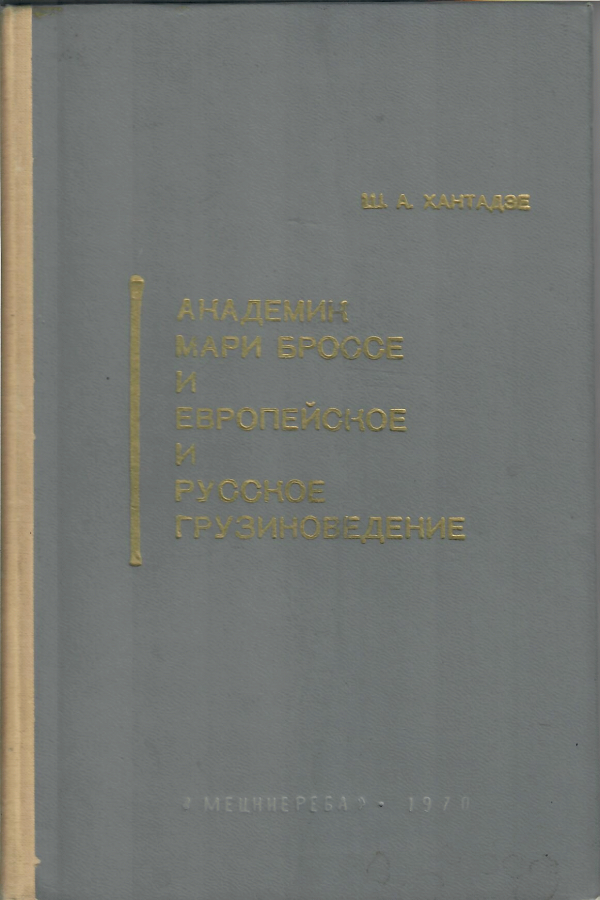 Ш. А. ХАНТАДЗЕ
АКАДЕМИК
МАРИ БРОССЕ
И
ЕВРОПЕЙСКОЕ
И
РУССКОЕ
ГРУЗИНОВЕДЕНИЕ
«МЕЦНИЕРЕБА» • 1970